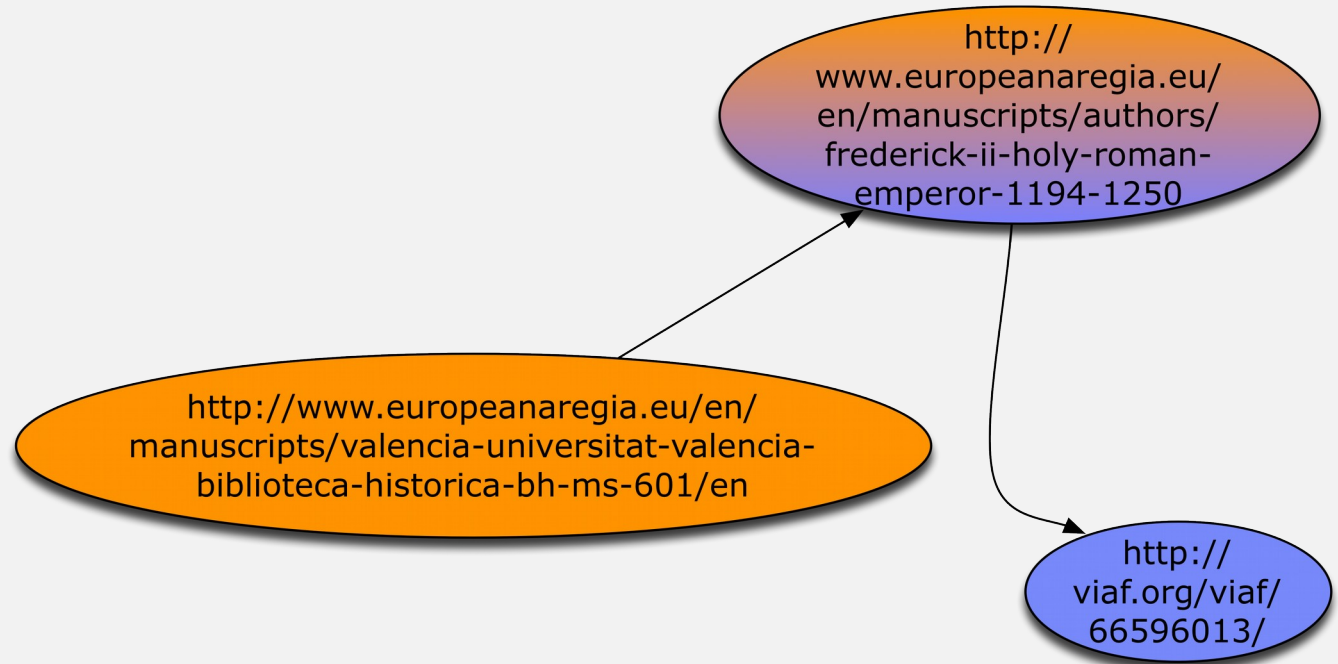 http://
www.europeanaregia.eu/
en/manuscripts/authors/
frederick-ii-holy-roman-
emperor-1194-1250
http://www.europeanaregia.eu/en/
manuscripts/valencia-universitat-valencia-
biblioteca-historica-bh-ms-601/en
http://
viaf.org/viaf/
66596013/